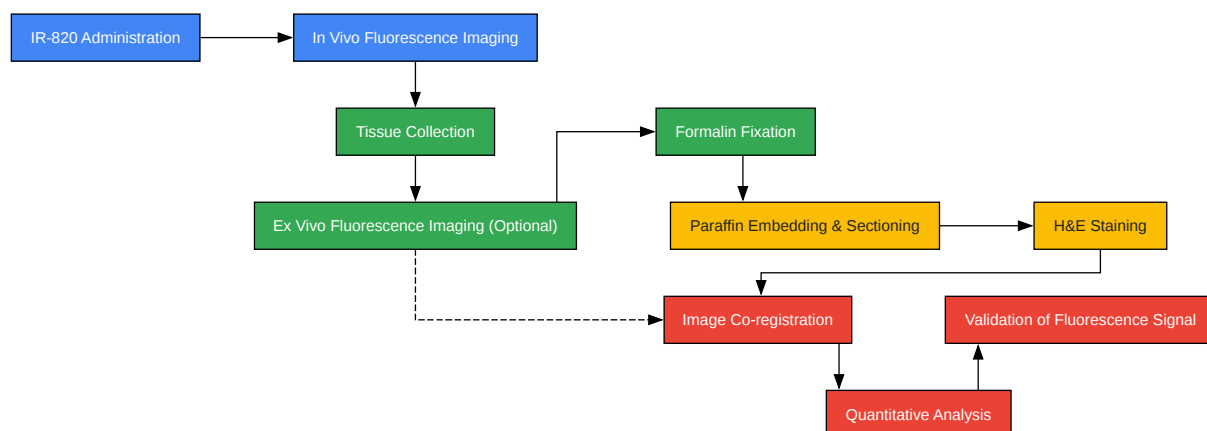 IR-820 Administration
In Vivo Fluorescence Imaging
Tissue Collection
Formalin Fixation
Ex Vivo Fluorescence Imaging (Optional)
Paraffin Embedding & Sectioning
H&E Staining
Image Co-registration
Validation of Fluorescence Signal
Quantitative Analysis